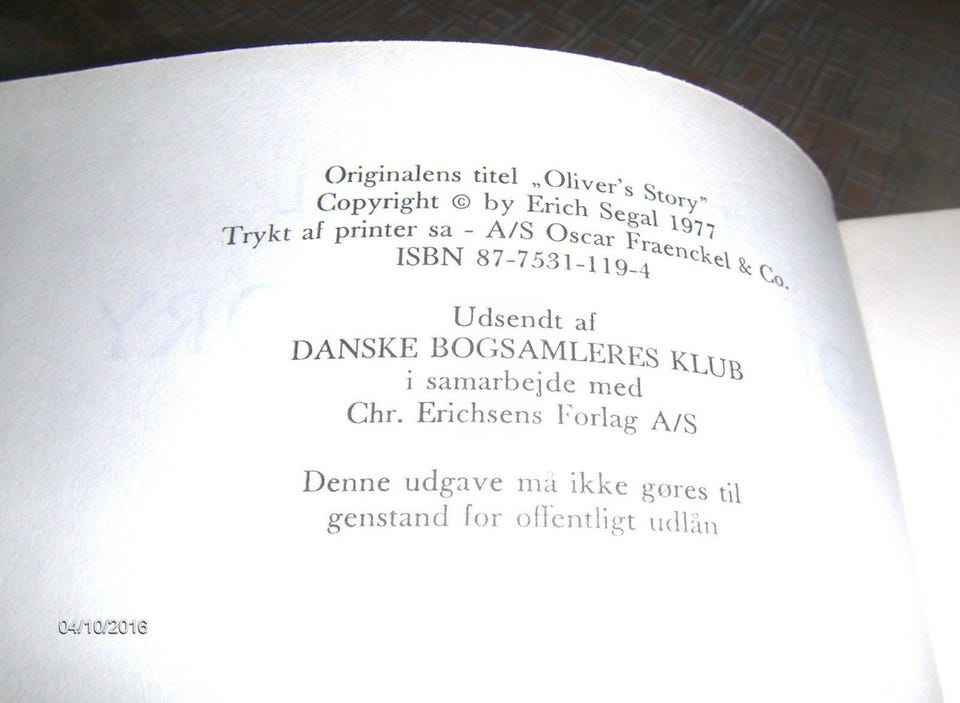 Originalens titel „Oliver's Story”
Copyright © by Erich Segal 1977
Trykt af printer sa - A/S Oscar Fraenckel & Co.
ISBN 87-7531-119-4
Udsendt af
DANSKE BOGSAMLERES KLUB
i samarbejde med
Chr. Erichsens Forlag A/S
Denne udgave må ikke gøres til
genstand for offentligt udlån
04/10/2016